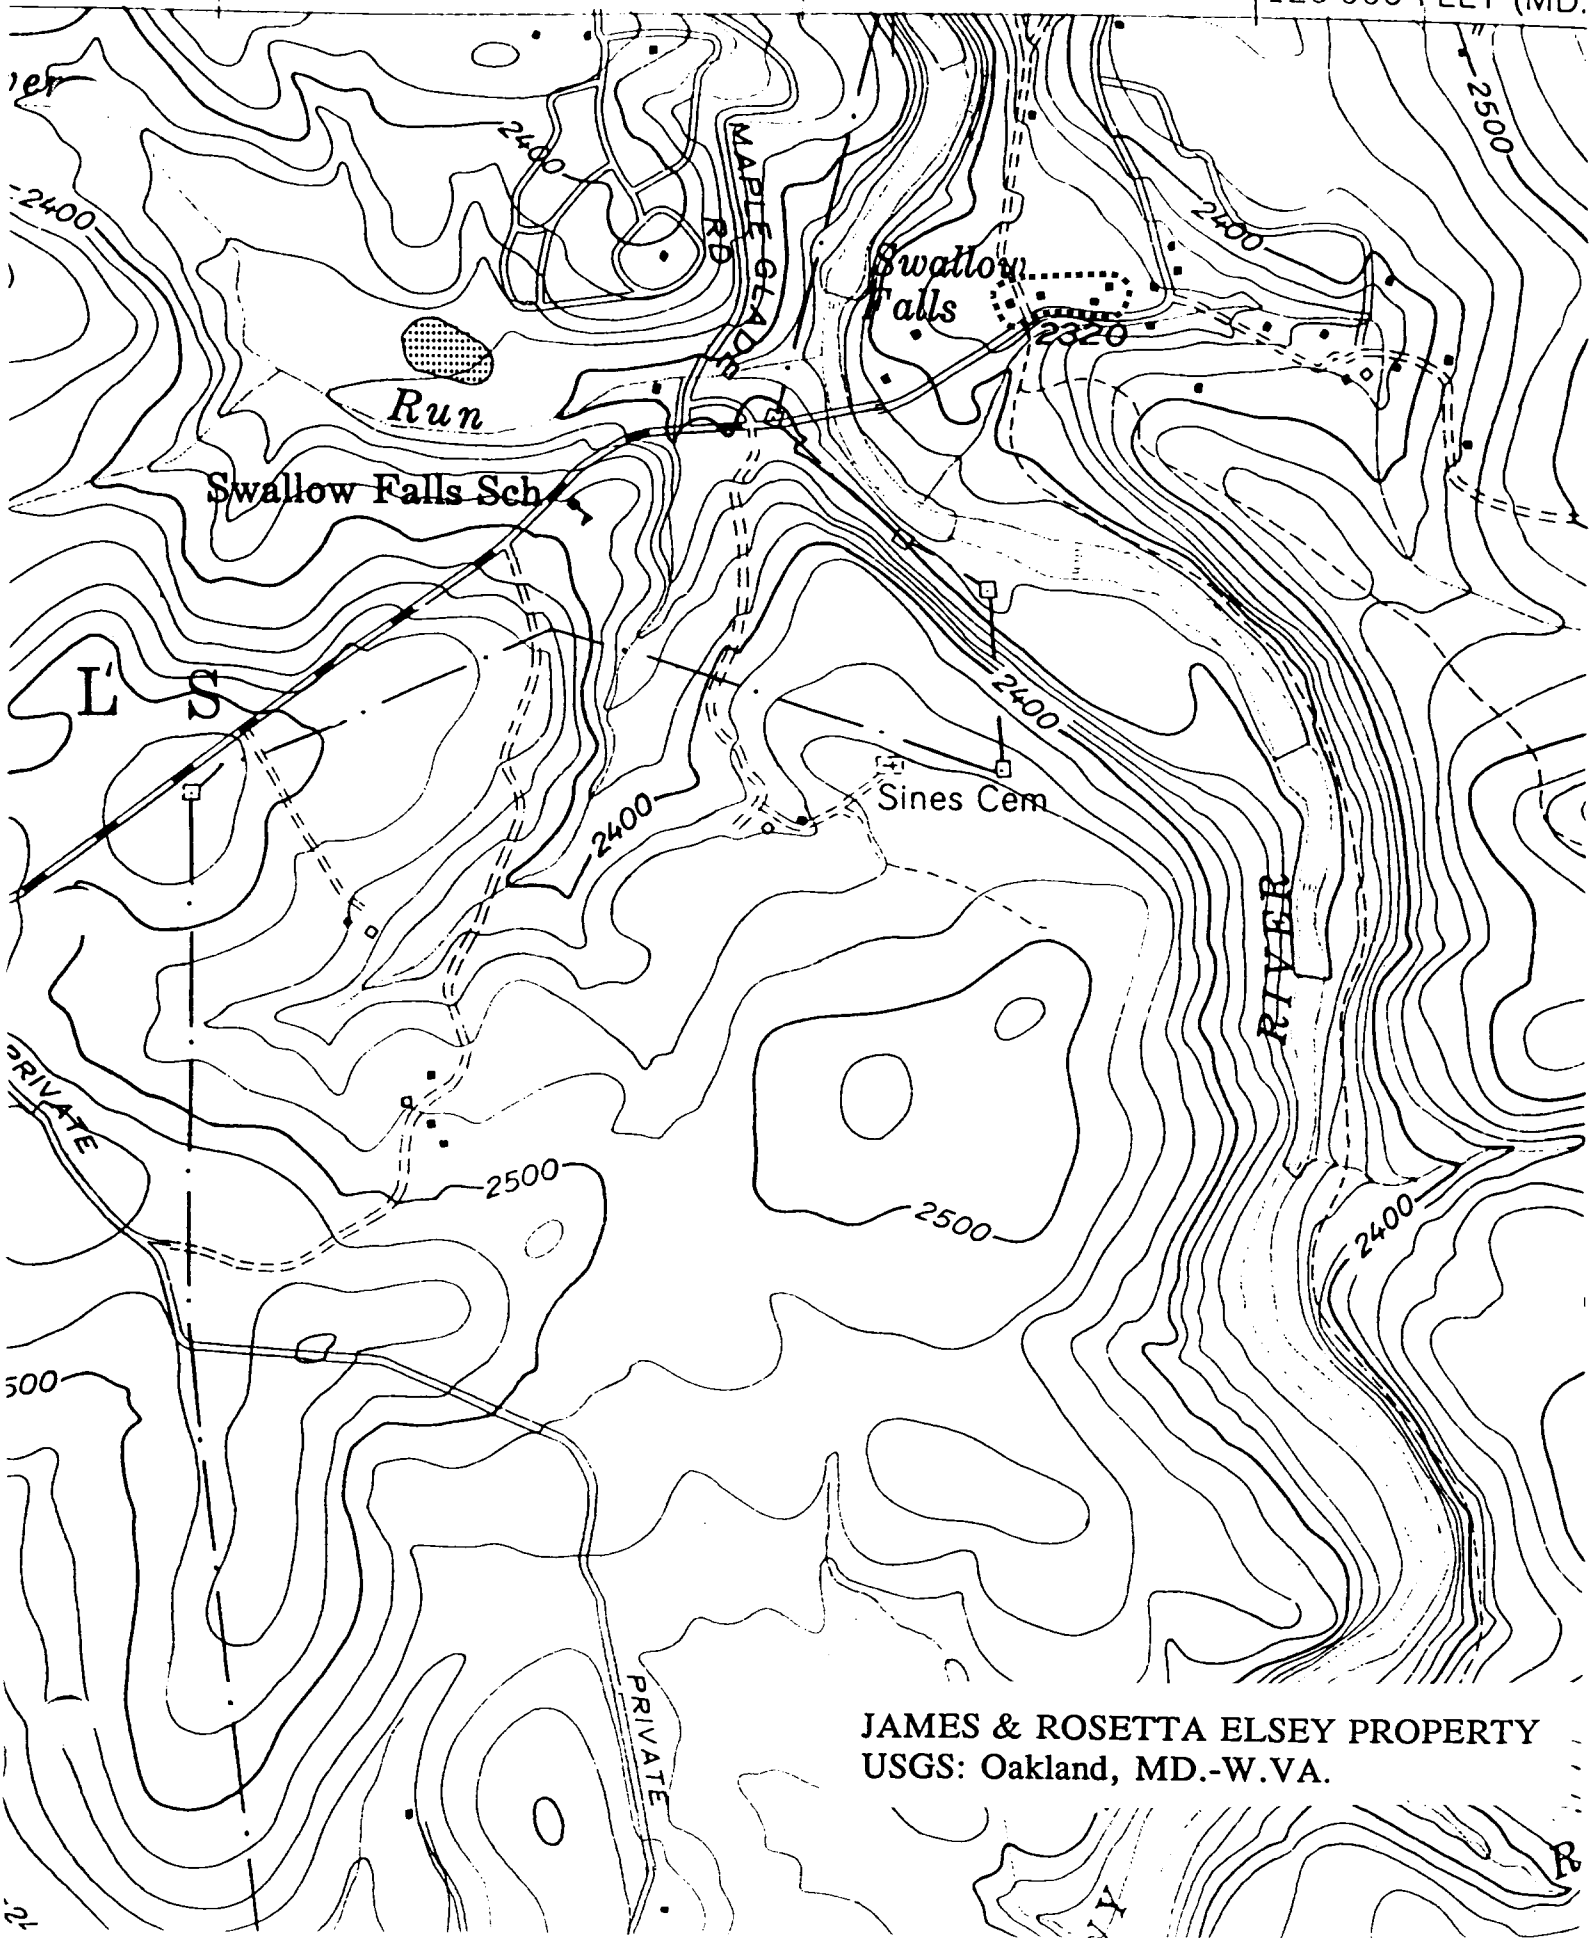 2500
2400
MAPLE GLADE
RD
2400
2400
Swallow
Falls
2320
Run
Swallow Falls Sch
L S
2400
Sines Cem
2400
RIVER
PRIVATE
2500
2500
2400
PRIVATE
JAMES & ROSETTA ELSEY PROPERTY
USGS: Oakland, MD.-W.VA.